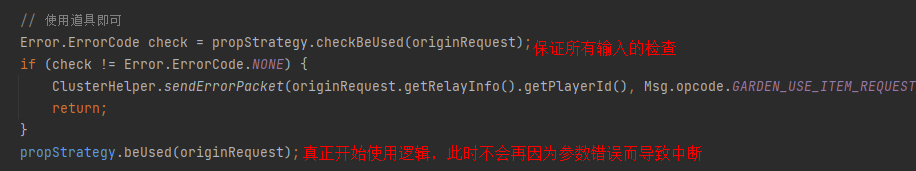 // 使用道具即可
Error.ErrorCode check = propStrategy.checkBeUsed(originRequest); 保证所有输入的检查
if (check != Error.ErrorCode.NONE) {
ClusterHelper.sendErrorPacket(originRequest.getRelayInfo().getPlayerId(), Msg.opcode.GARDEN_USE_ITEM_REQUEST
return;
}
propStrategy.beUsed(originRequest); 真正开始使用逻辑，此时不会再因为参数错误而导致中断